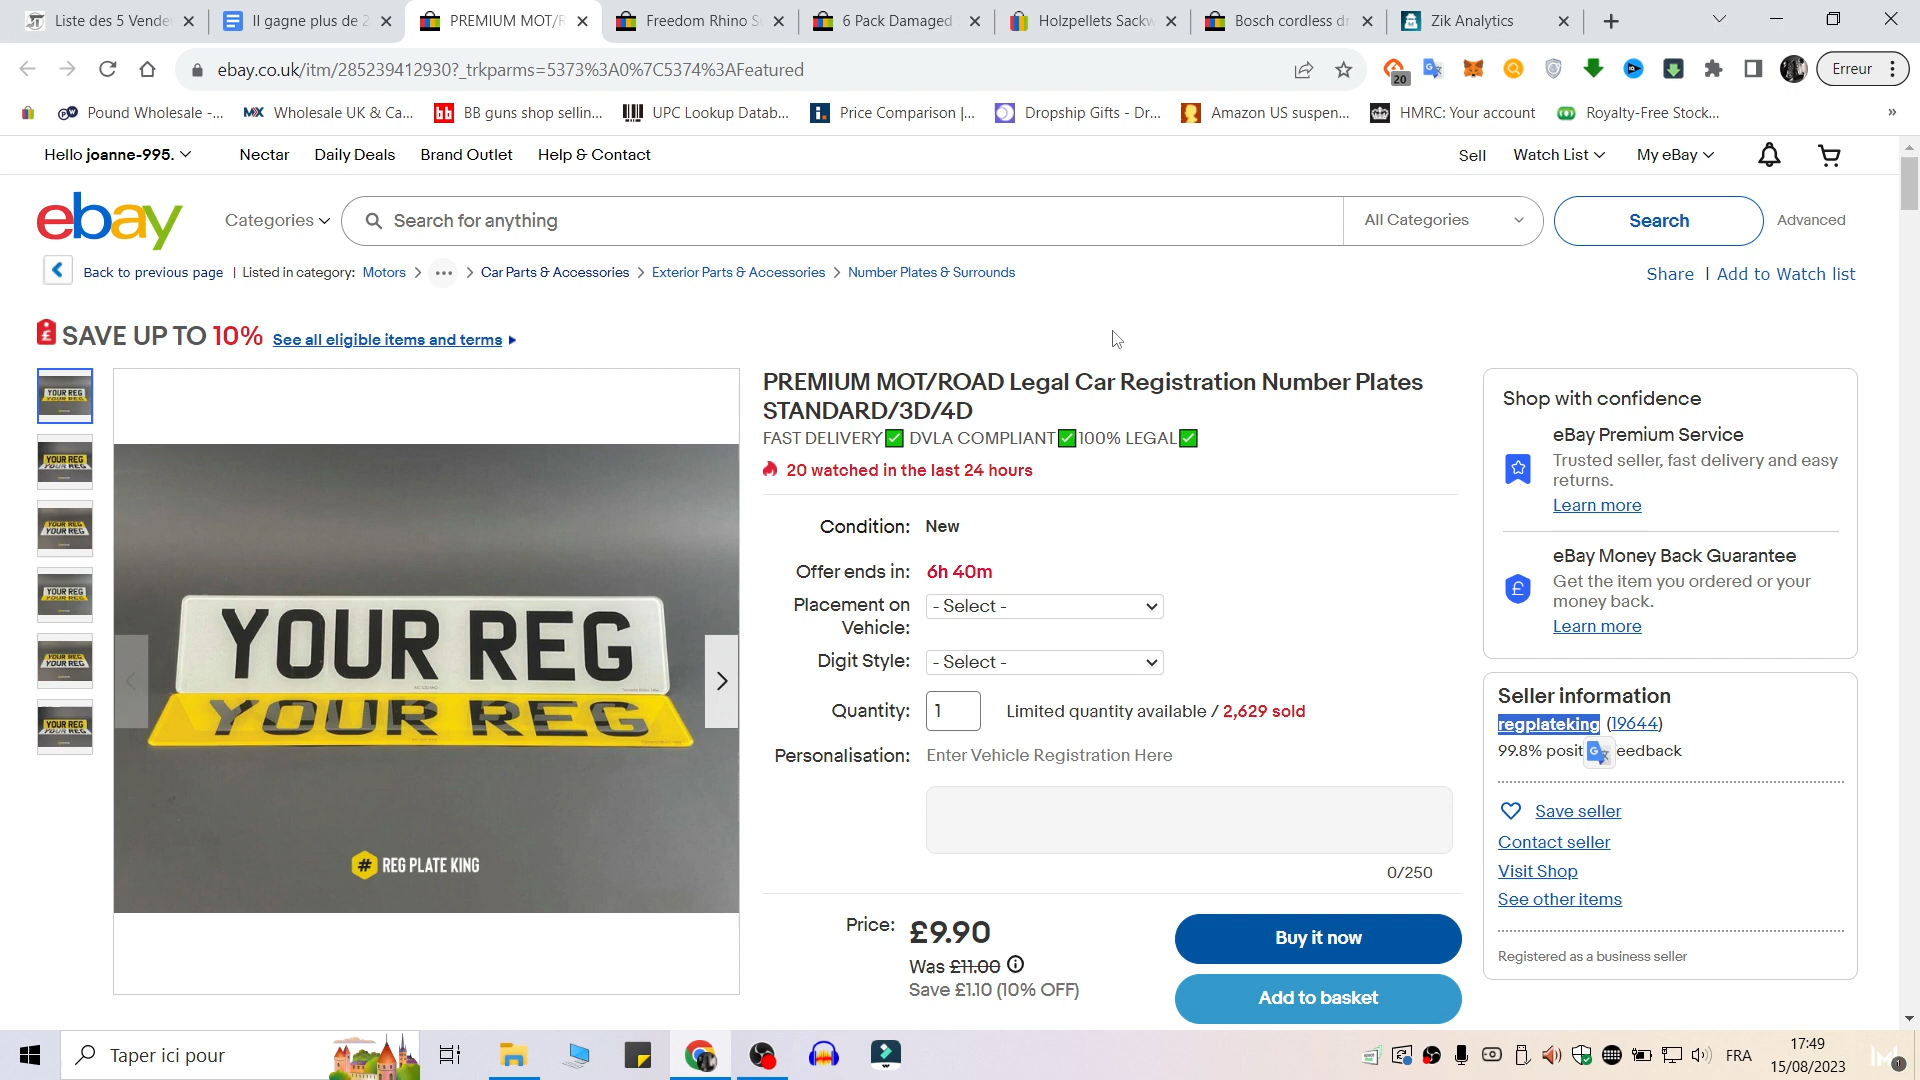 Liste des 5 Vende
Il gagne plus de 2
PREMIUM MOT/R
Freedom Rhino S
6 Pack Damaged
Holzpellets Sackw
Bosch cordless dr
Zik Analytics
ebay.co.uk/itm/285239412930?_trkparms=5373%3A0%7C5374%3AFeatured
20
Erreur
Pound Wholesale -...
Wholesale UK & Ca...
BB guns shop sellin...
UPC Lookup Datab...
Price Comparison |...
Dropship Gifts - Dr...
Amazon US suspen...
HMRC: Your account
Royalty-Free Stock...
»
Hello joanne-995.
Nectar
Daily Deals
Brand Outlet
Help & Contact
Sell
Watch List
My eBay
ebay
Categories
Search for anything
All Categories
Search
Advanced
Back to previous page | Listed in category: Motors > ... > Car Parts & Accessories > Exterior Parts & Accessories > Number Plates & Surrounds
Share | Add to Watch list
SAVE UP TO 10% See all eligible items and terms
PREMIUM MOT/ROAD Legal Car Registration Number Plates
STANDARD/3D/4D
FAST DELIVERY✅ DVLA COMPLIANT✅100% LEGAL✅
20 watched in the last 24 hours
Condition: New
Offer ends in: 6h 40m
Placement on Vehicle: - Select -
Digit Style: - Select -
Quantity: 1 Limited quantity available / 2,629 sold
Personalisation: Enter Vehicle Registration Here
0/250
Price: £9.90
Was £11.00
Save £1.10 (10% OFF)
Buy it now
Add to basket
YOUR REG
YOUR REG
# REG PLATE KING
Shop with confidence
eBay Premium Service
Trusted seller, fast delivery and easy
returns.
Learn more
eBay Money Back Guarantee
Get the item you ordered or your
money back.
Learn more
Seller information
regplateking (19644)
99.8% posit eedback
Save seller
Contact seller
Visit Shop
See other items
Registered as a business seller
Taper ici pour
FRA
17:49
15/08/2023
1